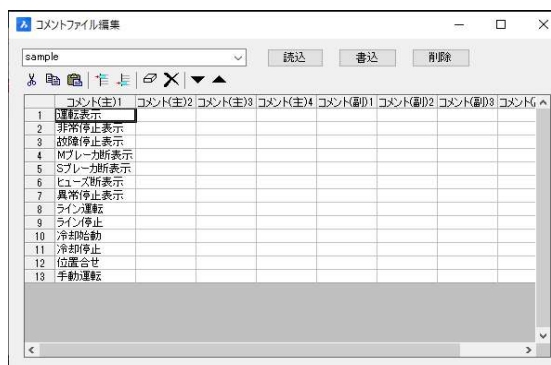 コメントファイル編集
sample 読込 書込 削除
コメント(主)1 コメント(主)2 コメント(主)3 コメント(主)4 コメント(副)1 コメント(副)2 コメント(副)3 コメント(
1 運転表示
2 非常停止表示
3 故障停止表示
4 Mブレーカ断表示
5 Sブレーカ断表示
6 ヒューズ断表示
7 異常停止表示
8 ライン運転
9 ライン停止
10 冷却始動
11 冷却停止
12 位置合せ
13 手動運転